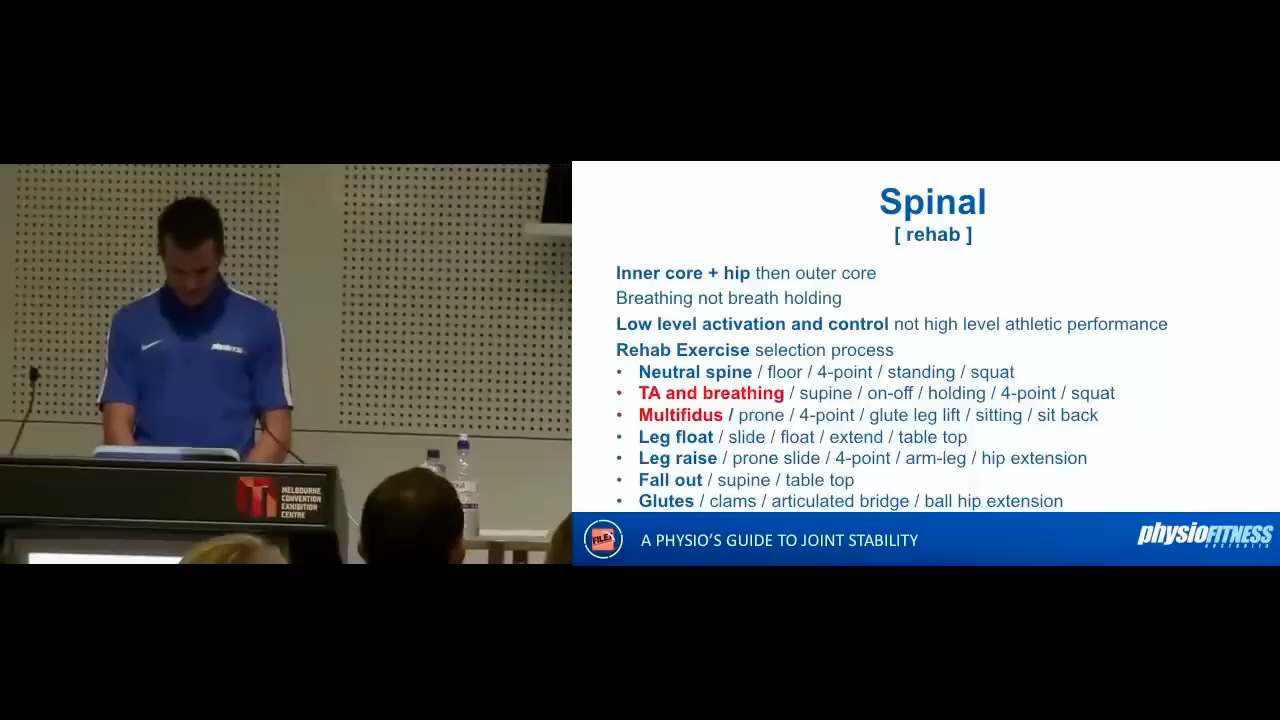 Spinal
[ rehab ]
Inner core + hip then outer core
Breathing not breath holding
Low level activation and control not high level athletic performance
Rehab Exercise selection process
• Neutral spine / floor / 4-point / standing / squat
• TA and breathing / supine / on-off / holding / 4-point / squat
• Multifidus / prone / 4-point / glute leg lift / sitting / sit back
• Leg float / slide / float / extend / table top
• Leg raise / prone slide / 4-point / arm-leg / hip extension
• Fall out / supine / table top
• Glutes / clams / articulated bridge / ball hip extension
FILEX
A PHYSIO'S GUIDE TO JOINT STABILITY
physioFITNESS
AUSTRALIA
MELBOURNE
CONVENTION
EXHIBITION
CENTRE